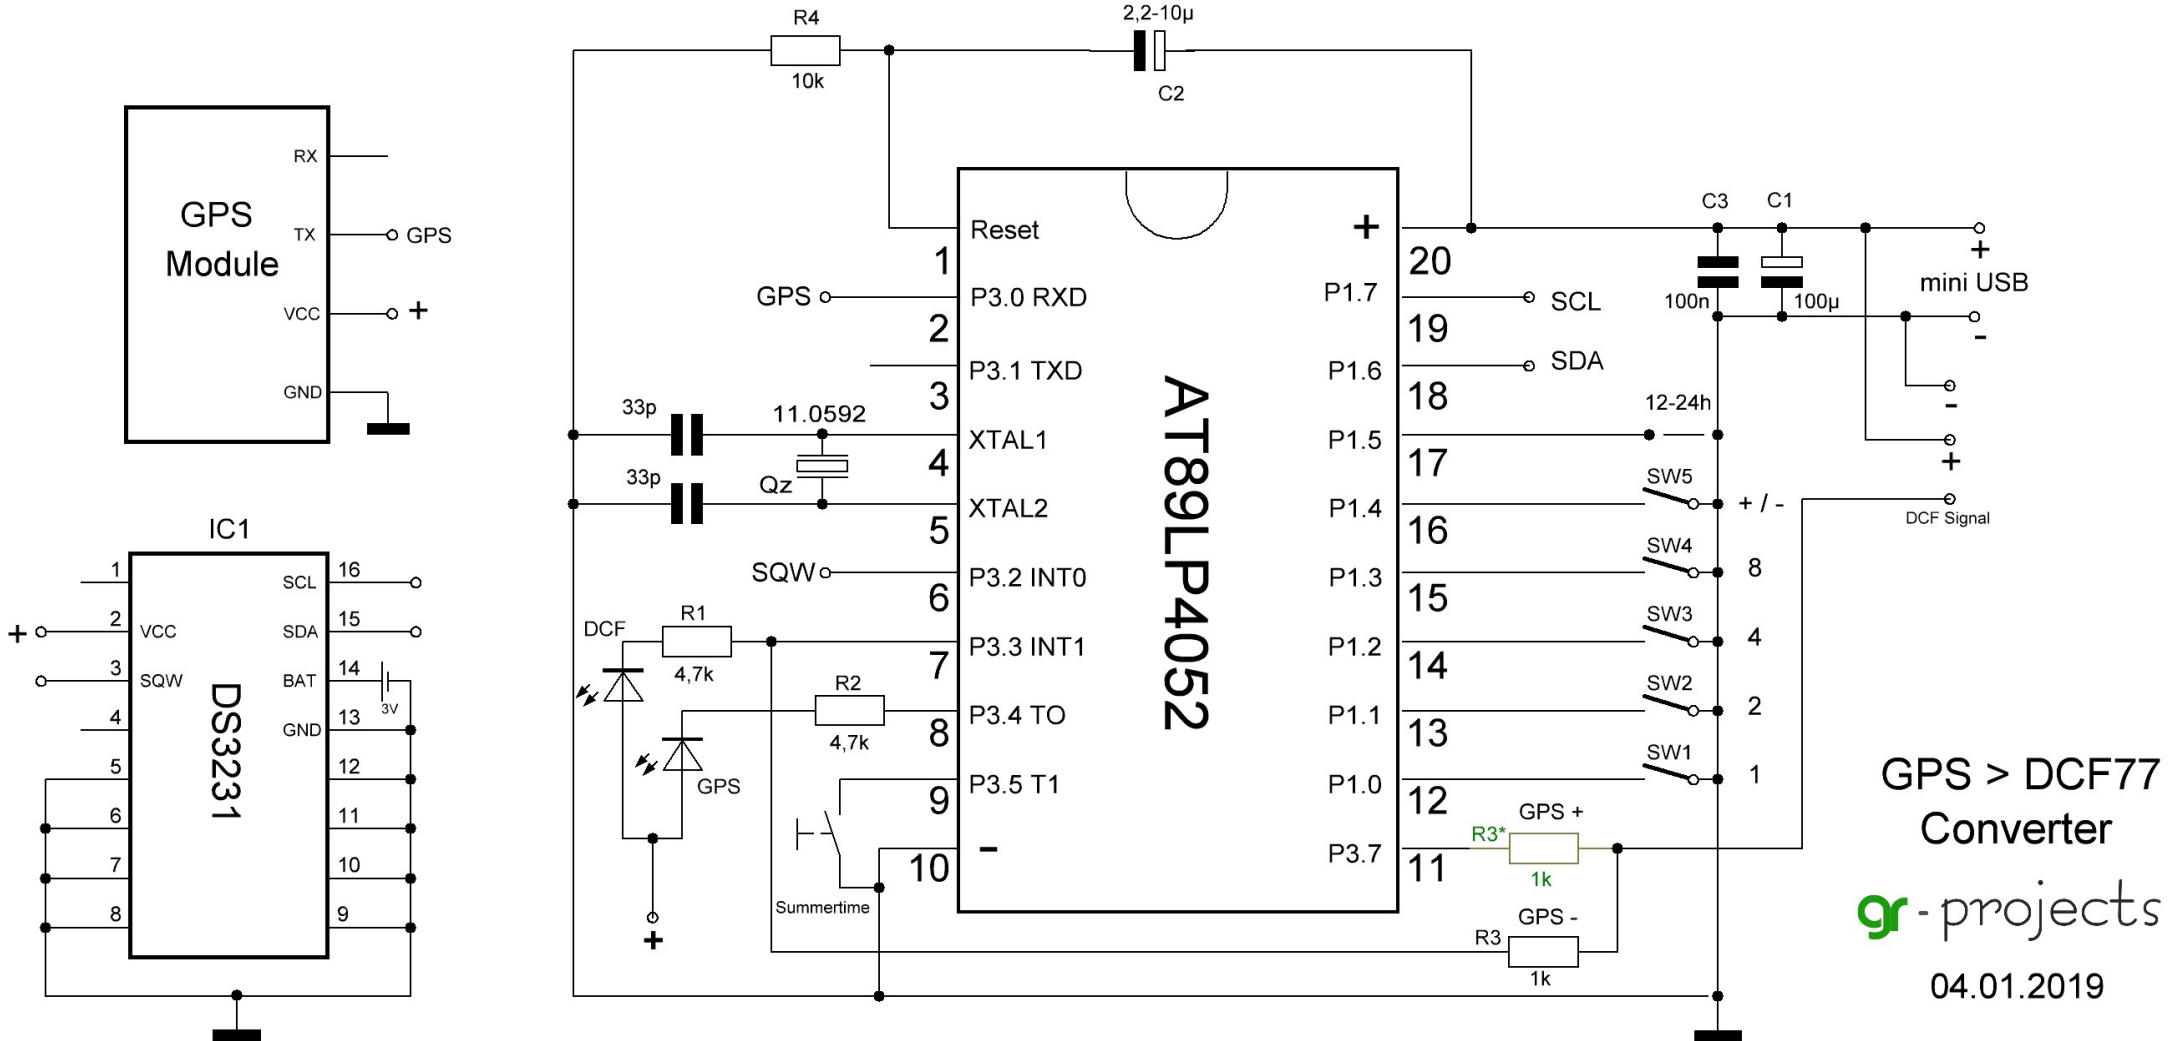 R4
10k
2,2-10µ
C2
GPS
Module
RX
TX
GPS
VCC
+
GND
IC1
DS3231
1
2
VCC
+
3
SQW
4
5
6
7
8
16
SCL
15
SDA
14
BAT
3V
13
GND
12
11
10
9
AT89LP4052
Reset
1
GPS
P3.0 RXD
2
P3.1 TXD
3
33p
11.0592
XTAL1
4
33p
Qz
XTAL2
5
SQW
P3.2 INT0
6
DCF
R1
4,7k
P3.3 INT1
7
R2
4,7k
P3.4 TO
8
GPS
+
P3.5 T1
9
Summertime
-
10
+
20
P1.7
19
SCL
P1.6
18
SDA
P1.5
17
12-24h
P1.4
16
SW5
+ / -
P1.3
15
SW4
8
P1.2
14
SW3
4
P1.1
13
SW2
2
P1.0
12
SW1
1
P3.7
11
GPS +
R3*
1k
GPS -
R3
1k
C3
100n
C1
100µ
+
mini USB
-
-
+
DCF Signal
GPS > DCF77
Converter
gr - projects
04.01.2019